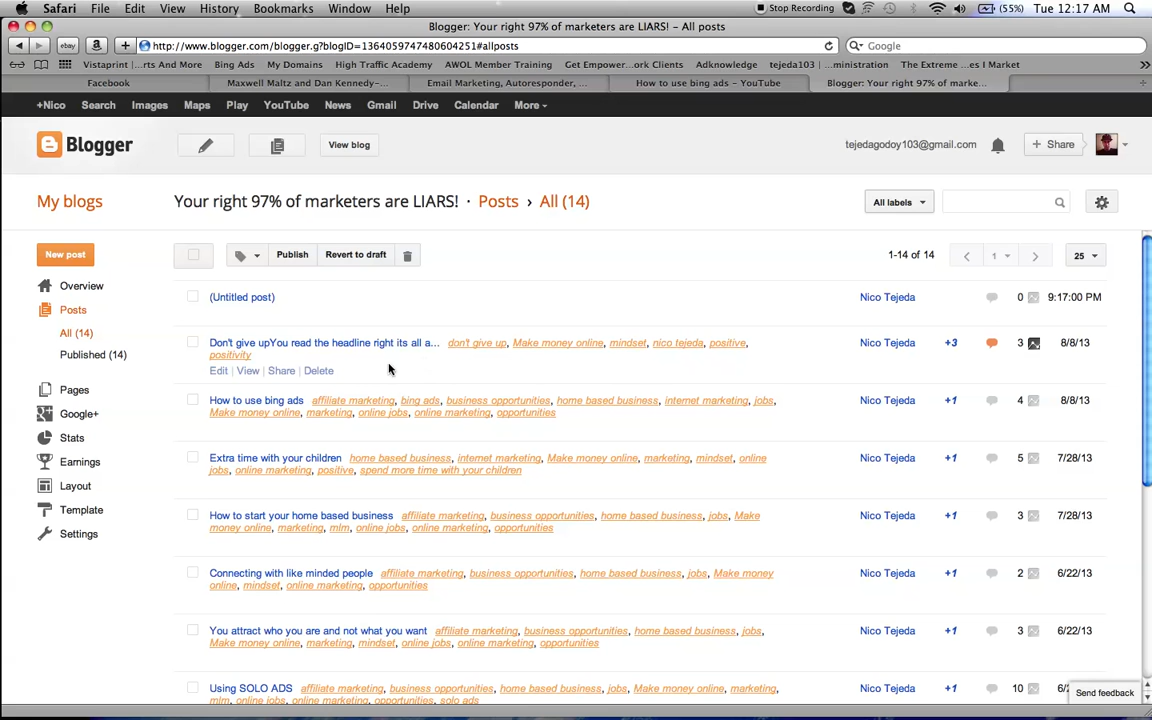 Safari File Edit View History Bookmarks Window Help Stop Recording (55%) Tue 12:17 AM
Blogger: Your right 97% of marketers are LIARS! – All posts
ebay a + http://www.blogger.com/blogger.g?blogID=1364059747480604251#allposts Google
Vistaprint |...rts And More Bing Ads My Domains High Traffic Academy AWOL Member Training Get Empower...ork Clients Adknowledge tejeda103 |...ministration The Extreme ...es I Market »
Facebook Maxwell Maltz and Dan Kennedy-... Email Marketing, Autoresponder, ... How to use bing ads – YouTube Blogger: Your right 97% of marke... +
+Nico Search Images Maps Play YouTube News Gmail Drive Calendar More
Blogger View blog tejedagodoy103@gmail.com + Share
My blogs Your right 97% of marketers are LIARS! · Posts › All (14) All labels
New post Publish Revert to draft 1-14 of 14 1 25
Overview
Posts
All (14)
Published (14)
Pages
Google+
Stats
Earnings
Layout
Template
Settings
(Untitled post) Nico Tejeda 0 9:17:00 PM
Don't give upYou read the headline right its all a... don't give up, Make money online, mindset, nico tejeda, positive, Nico Tejeda +3 3 8/8/13
positivity
Edit | View | Share | Delete
How to use bing ads affiliate marketing, bing ads, business opportunities, home based business, internet marketing, jobs, Nico Tejeda +1 4 8/8/13
Make money online, marketing, online jobs, online marketing, opportunities
Extra time with your children home based business, internet marketing, Make money online, marketing, mindset, online Nico Tejeda +1 5 7/28/13
jobs, online marketing, positive, spend more time with your children
How to start your home based business affiliate marketing, business opportunities, home based business, jobs, Make Nico Tejeda +1 3 7/28/13
money online, marketing, mlm, online jobs, online marketing, opportunities
Connecting with like minded people affiliate marketing, business opportunities, home based business, jobs, Make money Nico Tejeda +1 2 6/22/13
online, mindset, online marketing, opportunities
You attract who you are and not what you want affiliate marketing, business opportunities, home based business, jobs, Nico Tejeda +1 3 6/22/13
Make money online, marketing, mindset, online jobs, online marketing, opportunities
Using SOLO ADS affiliate marketing, business opportunities, home based business, jobs, Make money online, marketing, Nico Tejeda +1 10
mlm, online jobs, online marketing, opportunities, solo ads
Send feedback